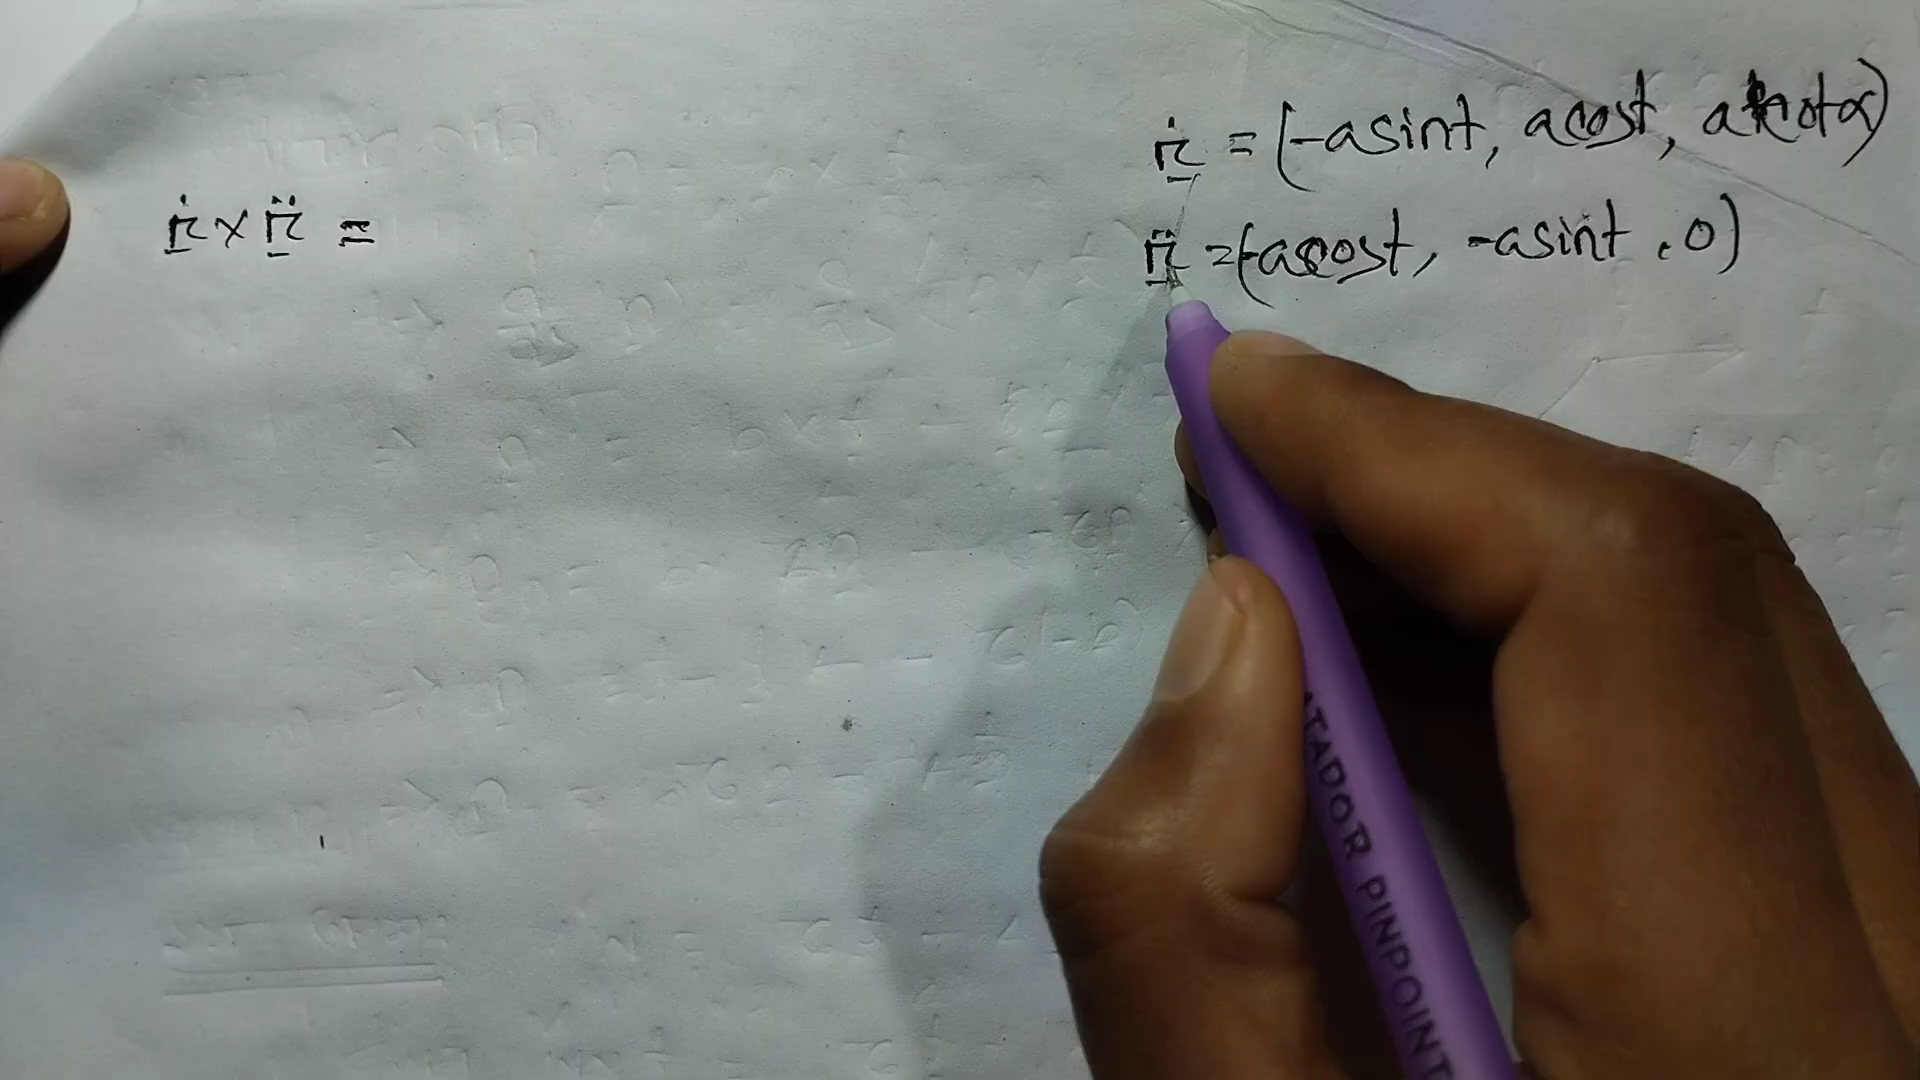 ṙ = (-asint, acost, acotα)
ṙ × r̈ =
r̈ = (-acost, -asint, 0)
ATADOR PINPOINT